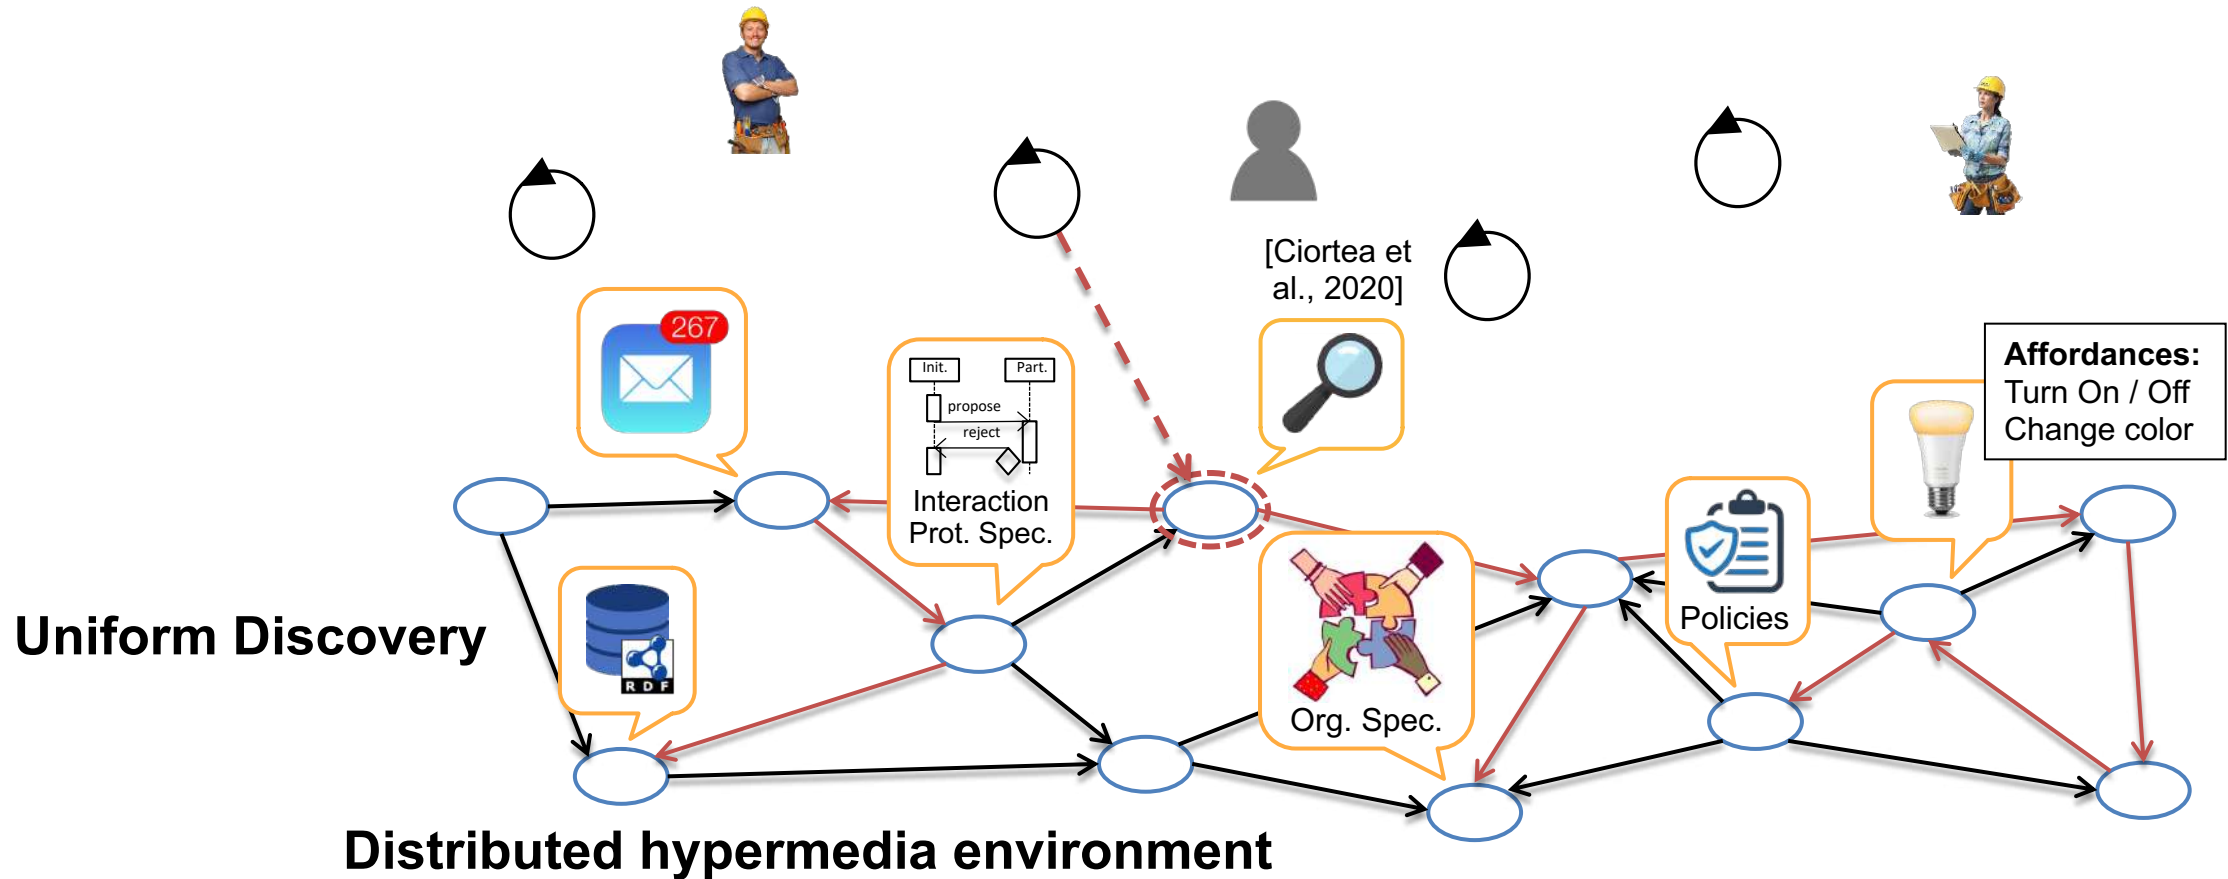 [Ciortea et
al., 2020]
267
Init.
Part.
propose
reject
Interaction
Prot. Spec.
Affordances:
Turn On / Off
Change color
Policies
RDF
Uniform Discovery
Org. Spec.
Distributed hypermedia environment